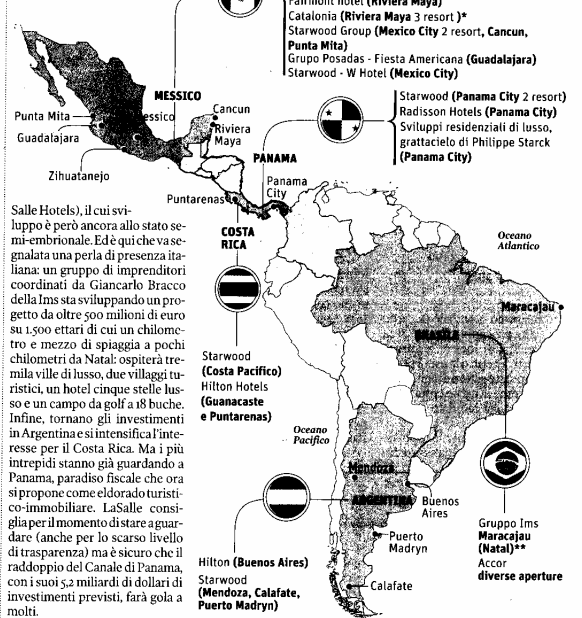 Fairmont Hotel (Riviera Maya)
Catalonia (Riviera Maya 3 resort )*
Starwood Group (Mexico City 2 resort, Cancun,
Punta Mita)
Grupo Posadas - Fiesta Americana (Guadalajara)
Starwood - W Hotel (Mexico City)
MESSICO
Punta Mita
Messico
Cancun
Riviera
Maya
Guadalajara
Zihuatanejo
Starwood (Panama City 2 resort)
Radisson Hotels (Panama City)
Sviluppi residenziali di lusso,
grattacielo di Philippe Starck
(Panama City)
PANAMA
Panama
City
Puntarenas
COSTA
RICA
Salle Hotels), il cui svi-
luppo è però ancora allo stato se-
mi-embrionale. Ed è qui che va se-
gnalata una perla di presenza ita-
liana: un gruppo di imprenditori
coordinati da Giancarlo Bracco
della Ims sta sviluppando un pro-
getto da oltre 500 milioni di euro
su 1.500 ettari di cui un chilome-
tro e mezzo di spiaggia a pochi
chilometri da Natal: ospiterà tre-
mila ville di lusso, due villaggi tu-
ristici, un hotel cinque stelle lus-
so e un campo da golf a 18 buche.
Infine, tornano gli investimenti
in Argentina e si intensifica l'inte-
resse per il Costa Rica. Ma i più
intrepidi stanno già guardando a
Panama, paradiso fiscale che ora
si propone come eldorado turisti-
co-immobiliare. LaSalle consi-
glia per il momento di stare a guar-
dare (anche per lo scarso livello
di trasparenza) ma è sicuro che il
raddoppio del Canale di Panama,
con i suoi 5,2 miliardi di dollari di
investimenti previsti, farà gola a
molti.
Starwood
(Costa Pacifico)
Hilton Hotels
(Guanacaste
e Puntarenas)
Oceano
Atlantico
Maracajau
BRASILE
Oceano
Pacifico
Mendoza
ARGENTINA
Buenos
Aires
Puerto
Madryn
Calafate
Hilton (Buenos Aires)
Starwood
(Mendoza, Calafate,
Puerto Madryn)
Gruppo Ims
Maracajau
(Natal)**
Accor
diverse aperture